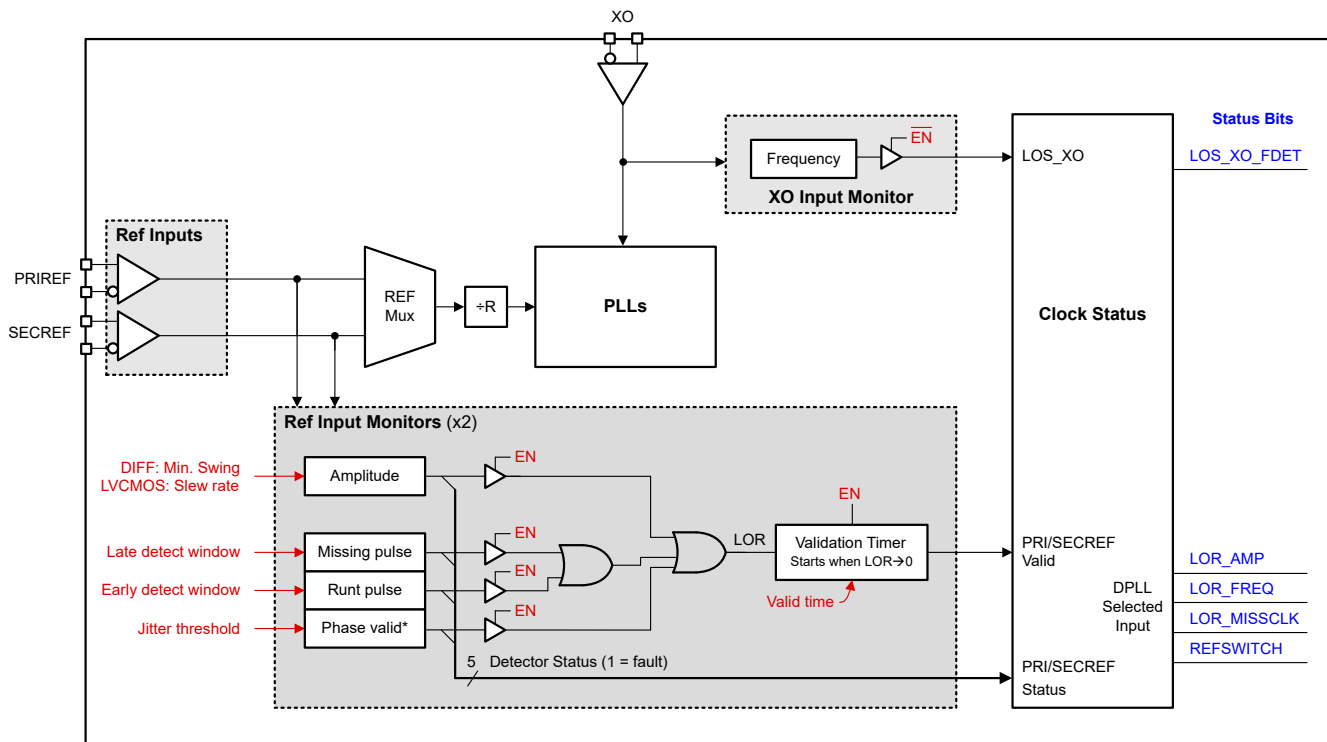 XO
Status Bits
EN
Frequency
LOS_XO
LOS_XO_FDET
XO Input Monitor
Ref Inputs
PRIREF
SECREF
REF
Mux
÷R
PLLs
Clock Status
Ref Input Monitors (x2)
DIFF: Min. Swing
LVCMOS: Slew rate
Amplitude
EN
Late detect window
Missing pulse
EN
Early detect window
Runt pulse
EN
Jitter threshold
Phase valid*
EN
LOR
EN
Validation Timer
Starts when LOR→0
Valid time
5 Detector Status (1 = fault)
PRI/SECREF
Valid
DPLL
Selected
Input
PRI/SECREF
Status
LOR_AMP
LOR_FREQ
LOR_MISSCLK
REFSWITCH